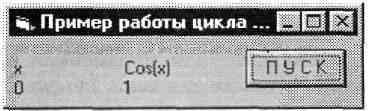 Пример работы цикла ...
x Cos(x)
0 1
ПУСК